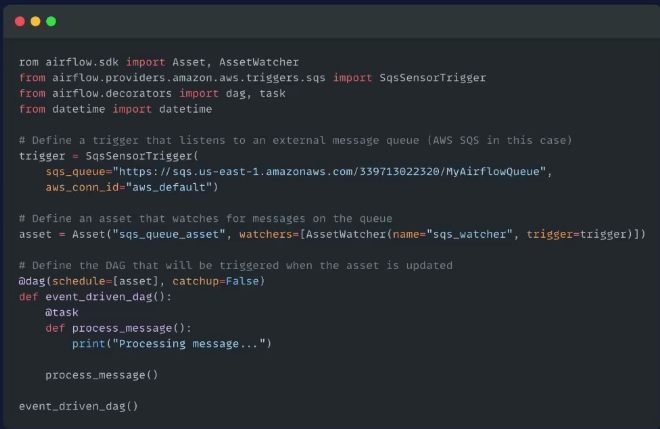 rom airflow.sdk import Asset, AssetWatcher
from airflow.providers.amazon.aws.triggers.sqs import SqsSensorTrigger
from airflow.decorators import dag, task
from datetime import datetime

# Define a trigger that listens to an external message queue (AWS SQS in this case)
trigger = SqsSensorTrigger(
    sqs_queue="https://sqs.us-east-1.amazonaws.com/339713022320/MyAirflowQueue",
    aws_conn_id="aws_default")

# Define an asset that watches for messages on the queue
asset = Asset("sqs_queue_asset", watchers=[AssetWatcher(name="sqs_watcher", trigger=trigger)])

# Define the DAG that will be triggered when the asset is updated
@dag(schedule=[asset], catchup=False)
def event_driven_dag():
    @task
    def process_message():
        print("Processing message...")

    process_message()

event_driven_dag()